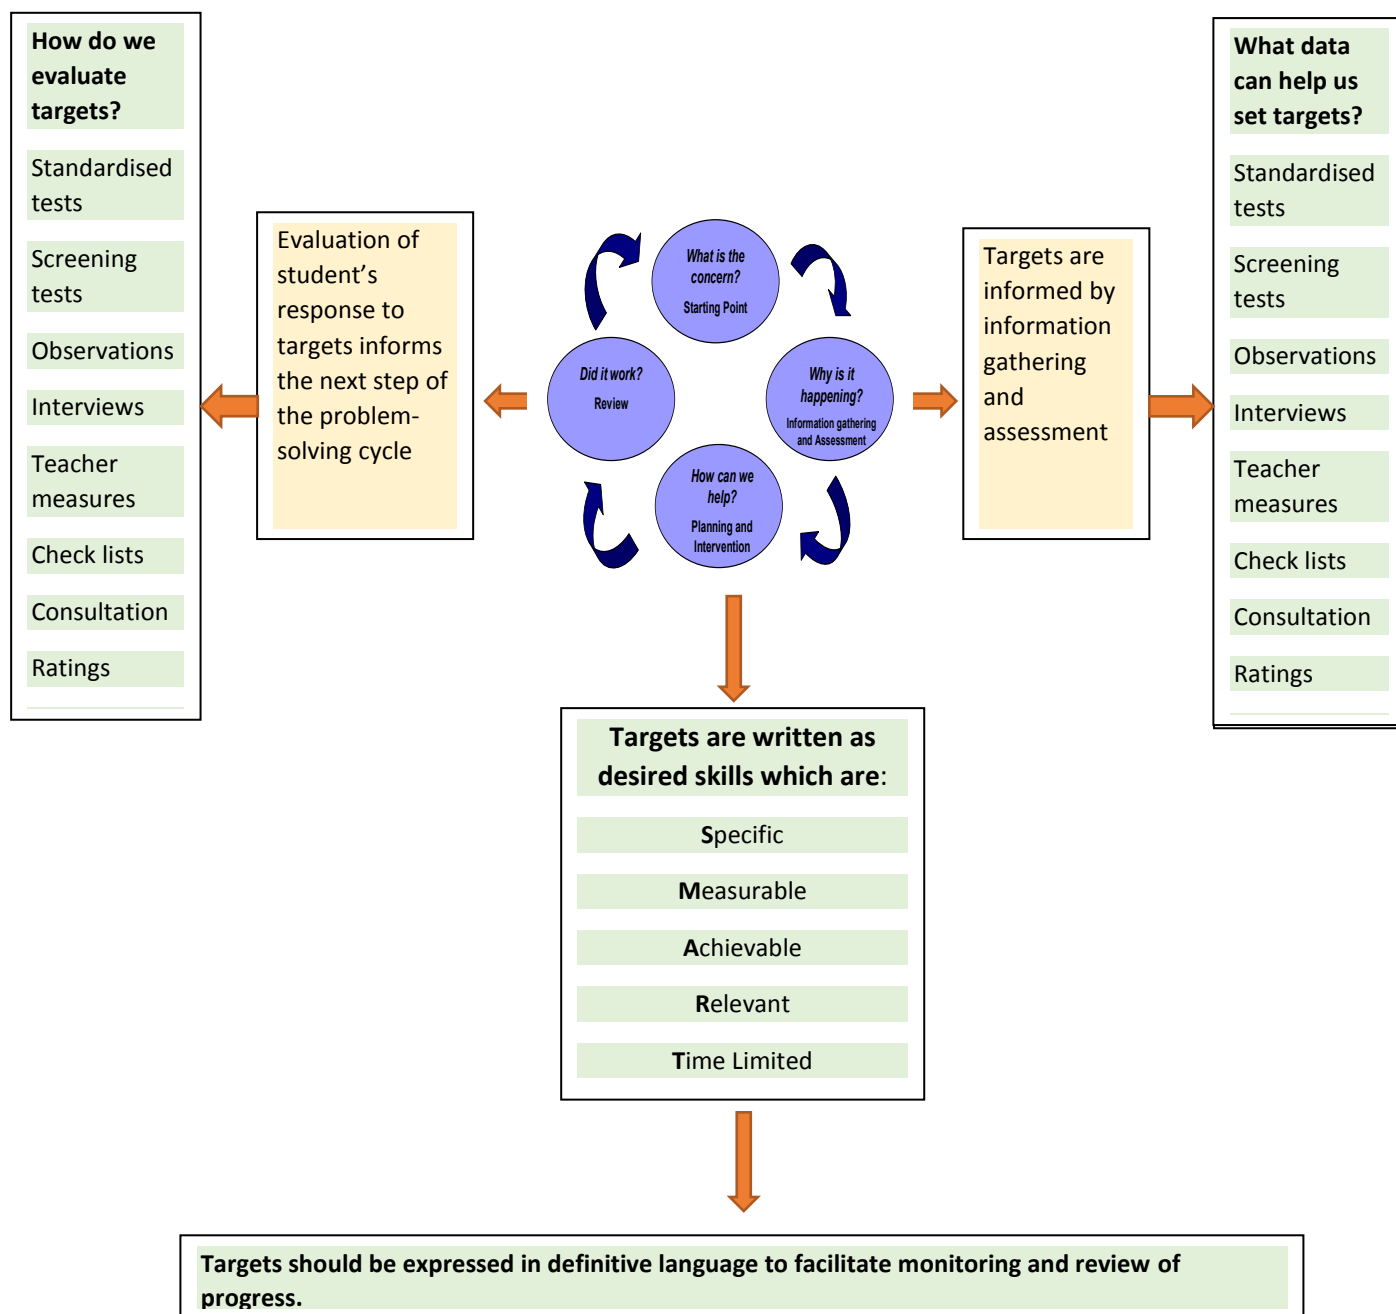 How do we
evaluate
targets?
Standardised
tests
Screening
tests
Observations
Interviews
Teacher
measures
Check lists
Consultation
Ratings
Evaluation of
student’s
response to
targets informs
the next step of
the problem-
solving cycle
What is the
concern?
Starting Point
Did it work?
Review
Why is it
happening?
Information gathering
and Assessment
How can we
help?
Planning and
Intervention
Targets are
informed by
information
gathering
and
assessment
What data
can help us
set targets?
Standardised
tests
Screening
tests
Observations
Interviews
Teacher
measures
Check lists
Consultation
Ratings
Targets are written as
desired skills which are:
Specific
Measurable
Achievable
Relevant
Time Limited
Targets should be expressed in definitive language to facilitate monitoring and review of
progress.